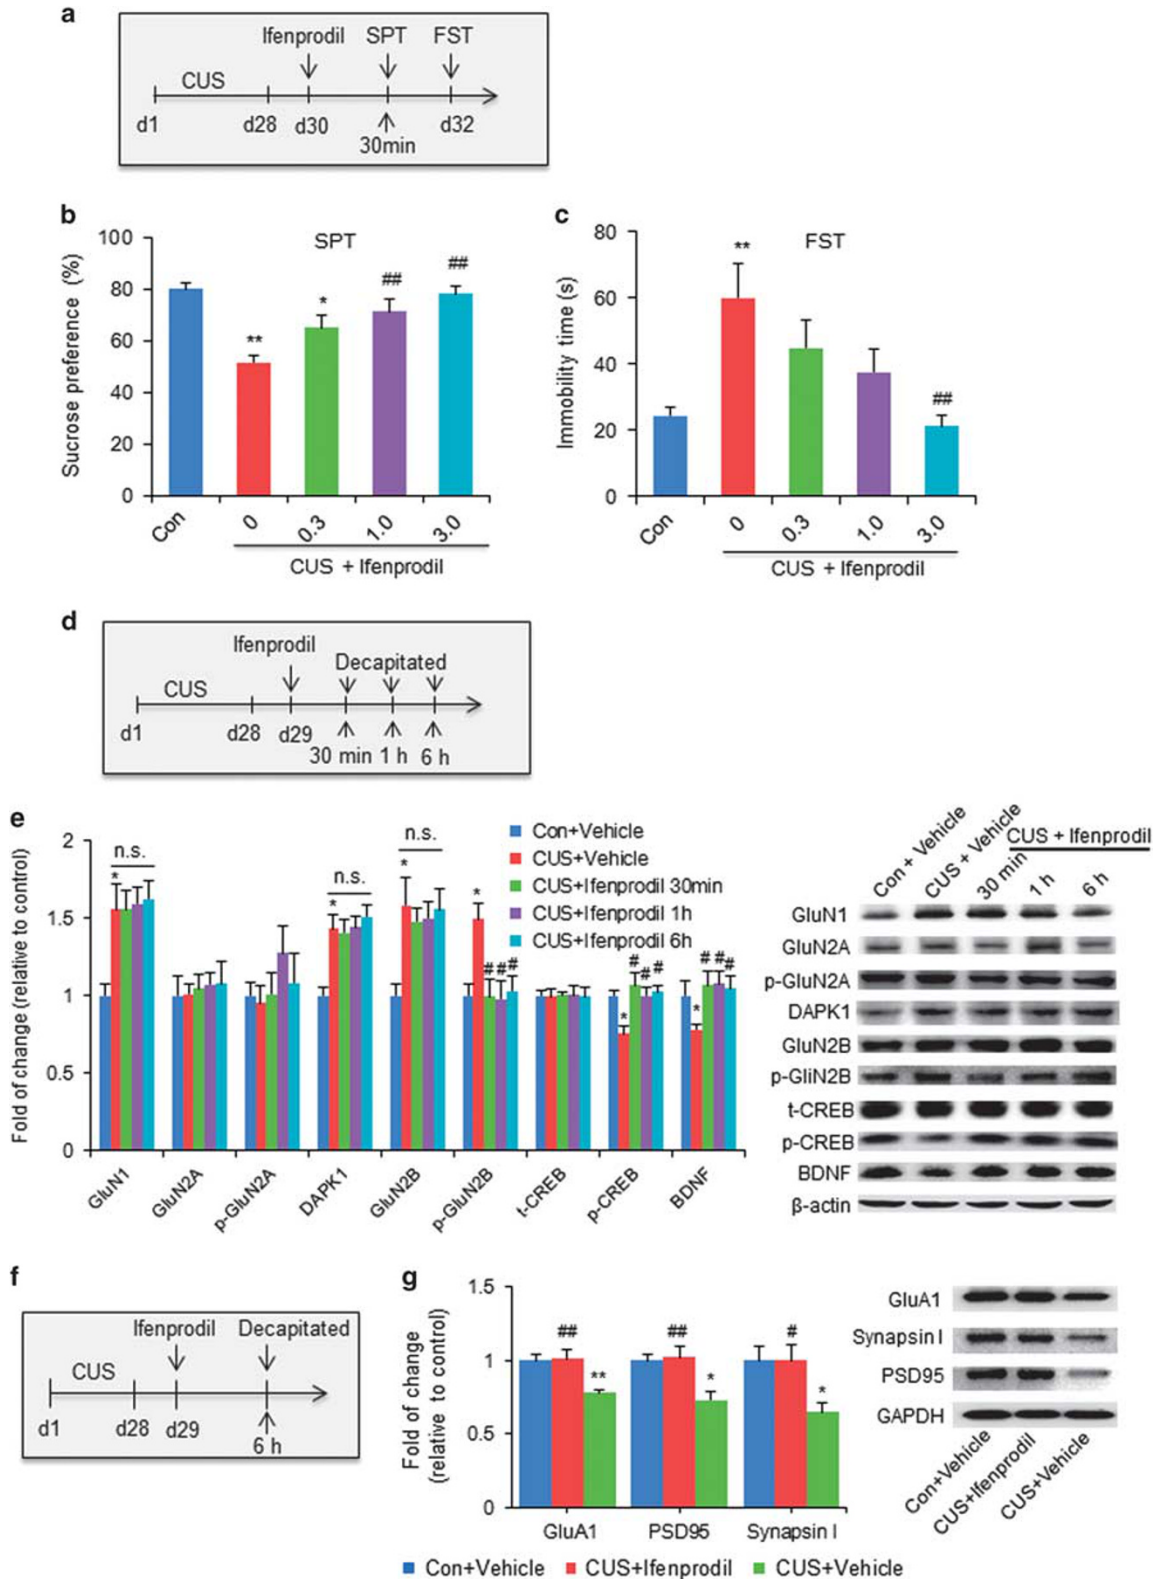 a
Ifenprodil SPT FST
CUS
d1 d28 d30 d32
30min
b
SPT
Sucrose preference (%)
100
80
60
40
20
0
** * ## ##
Con 0 0.3 1.0 3.0
CUS + Ifenprodil
c
FST
Immobility time (s)
80
60
40
20
0
** ##
Con 0 0.3 1.0 3.0
CUS + Ifenprodil
d
Ifenprodil
Decapitated
CUS
d1 d28 d29
30 min 1 h 6 h
e
Fold of change (relative to control)
2
1.5
1
0.5
0
n.s. n.s. n.s.
* * * * # # # * # # # * # # #
Con+Vehicle
CUS+Vehicle
CUS+Ifenprodil 30min
CUS+Ifenprodil 1h
CUS+Ifenprodil 6h
GluN1 GluN2A p-GluN2A DAPK1 GluN2B p-GluN2B t-CREB p-CREB BDNF
Con + Vehicle CUS + Vehicle CUS + Ifenprodil
30 min 1 h 6 h
GluN1
GluN2A
p-GluN2A
DAPK1
GluN2B
p-GliN2B
t-CREB
p-CREB
BDNF
β-actin
f
Ifenprodil Decapitated
CUS
d1 d28 d29
6 h
g
Fold of change
(relative to control)
1.5
1
0.5
0
## ** ## * # *
GluA1 PSD95 Synapsin I
Con+Vehicle CUS+Ifenprodil CUS+Vehicle
GluA1
Synapsin I
PSD95
GAPDH
Con+Vehicle CUS+Ifenprodil CUS+Vehicle